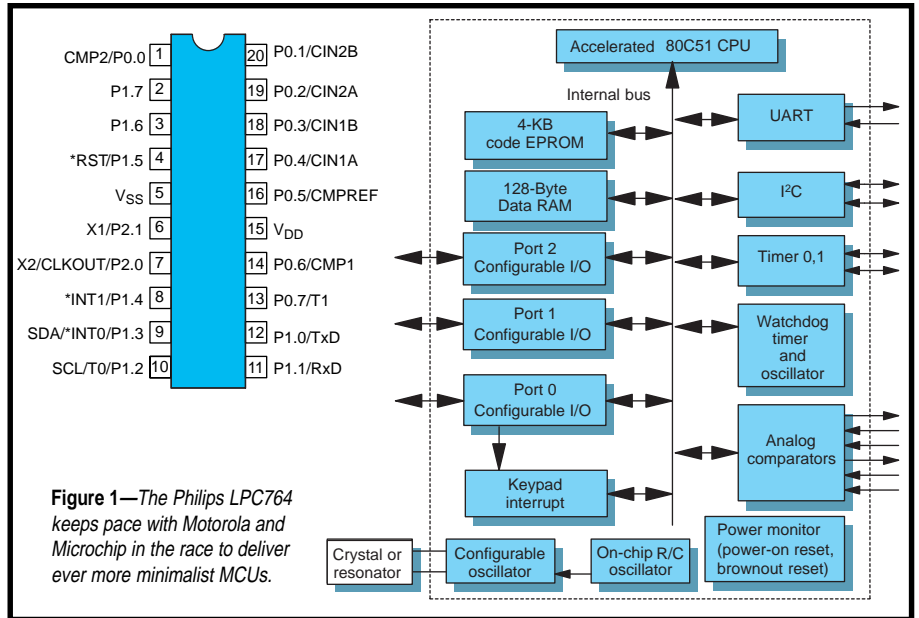 CMP2/P0.0 1
P1.7 2
P1.6 3
*RST/P1.5 4
VSS 5
X1/P2.1 6
X2/CLKOUT/P2.0 7
*INT1/P1.4 8
SDA/*INT0/P1.3 9
SCL/T0/P1.2 10
20 P0.1/CIN2B
19 P0.2/CIN2A
18 P0.3/CIN1B
17 P0.4/CIN1A
16 P0.5/CMPREF
15 VDD
14 P0.6/CMP1
13 P0.7/T1
12 P1.0/TxD
11 P1.1/RxD
Accelerated 80C51 CPU
Internal bus
4-KB
code EPROM
128-Byte
Data RAM
Port 2
Configurable I/O
Port 1
Configurable I/O
Port 0
Configurable I/O
Keypad
interrupt
UART
I²C
Timer 0,1
Watchdog
timer
and
oscillator
Analog
comparators
Power monitor
(power-on reset,
brownout reset)
Crystal or
resonator
Configurable
oscillator
On-chip R/C
oscillator
Figure 1—The Philips LPC764
keeps pace with Motorola and
Microchip in the race to deliver
ever more minimalist MCUs.